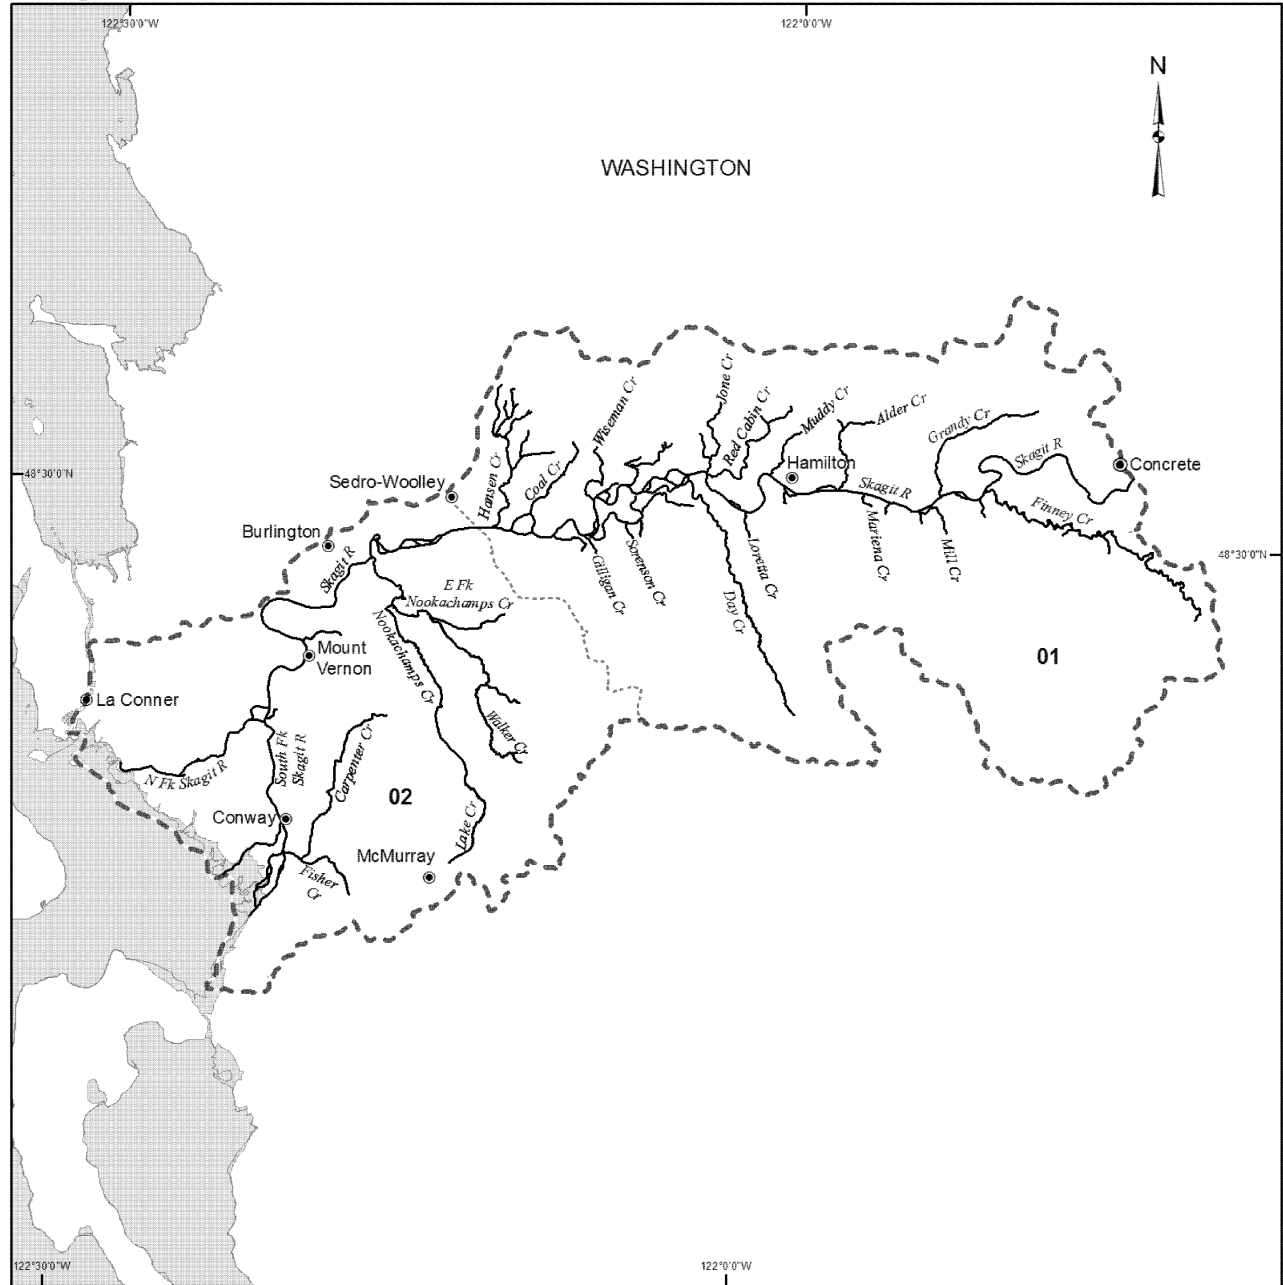 122°30'0"W
122°0'0"W
N
WASHINGTON
Jone Cr
Wiseman Cr
Red Cabin Cr
Muddy Cr
Alder Cr
Grandy Cr
Skagit R
Concrete
48°30'0"N
Hansen Cr
Coal Cr
Hamilton
Sedro-Woolley
Skagit R
Finney Cr
Burlington
Mariena Cr
Mill Cr
48°30'0"N
Skagit R
Gilligan Cr
Sorenson Cr
Loretta Cr
E Fk
Nookachamps Cr
Day Cr
Nookachamps Cr
Mount
Vernon
01
La Conner
Walker Cr
South Fk
Skagit R
Carpenter Cr
N Fk Skagit R
02
Conway
Lake Cr
McMurray
Fisher
Cr
122°30'0"W
122°0'0"W